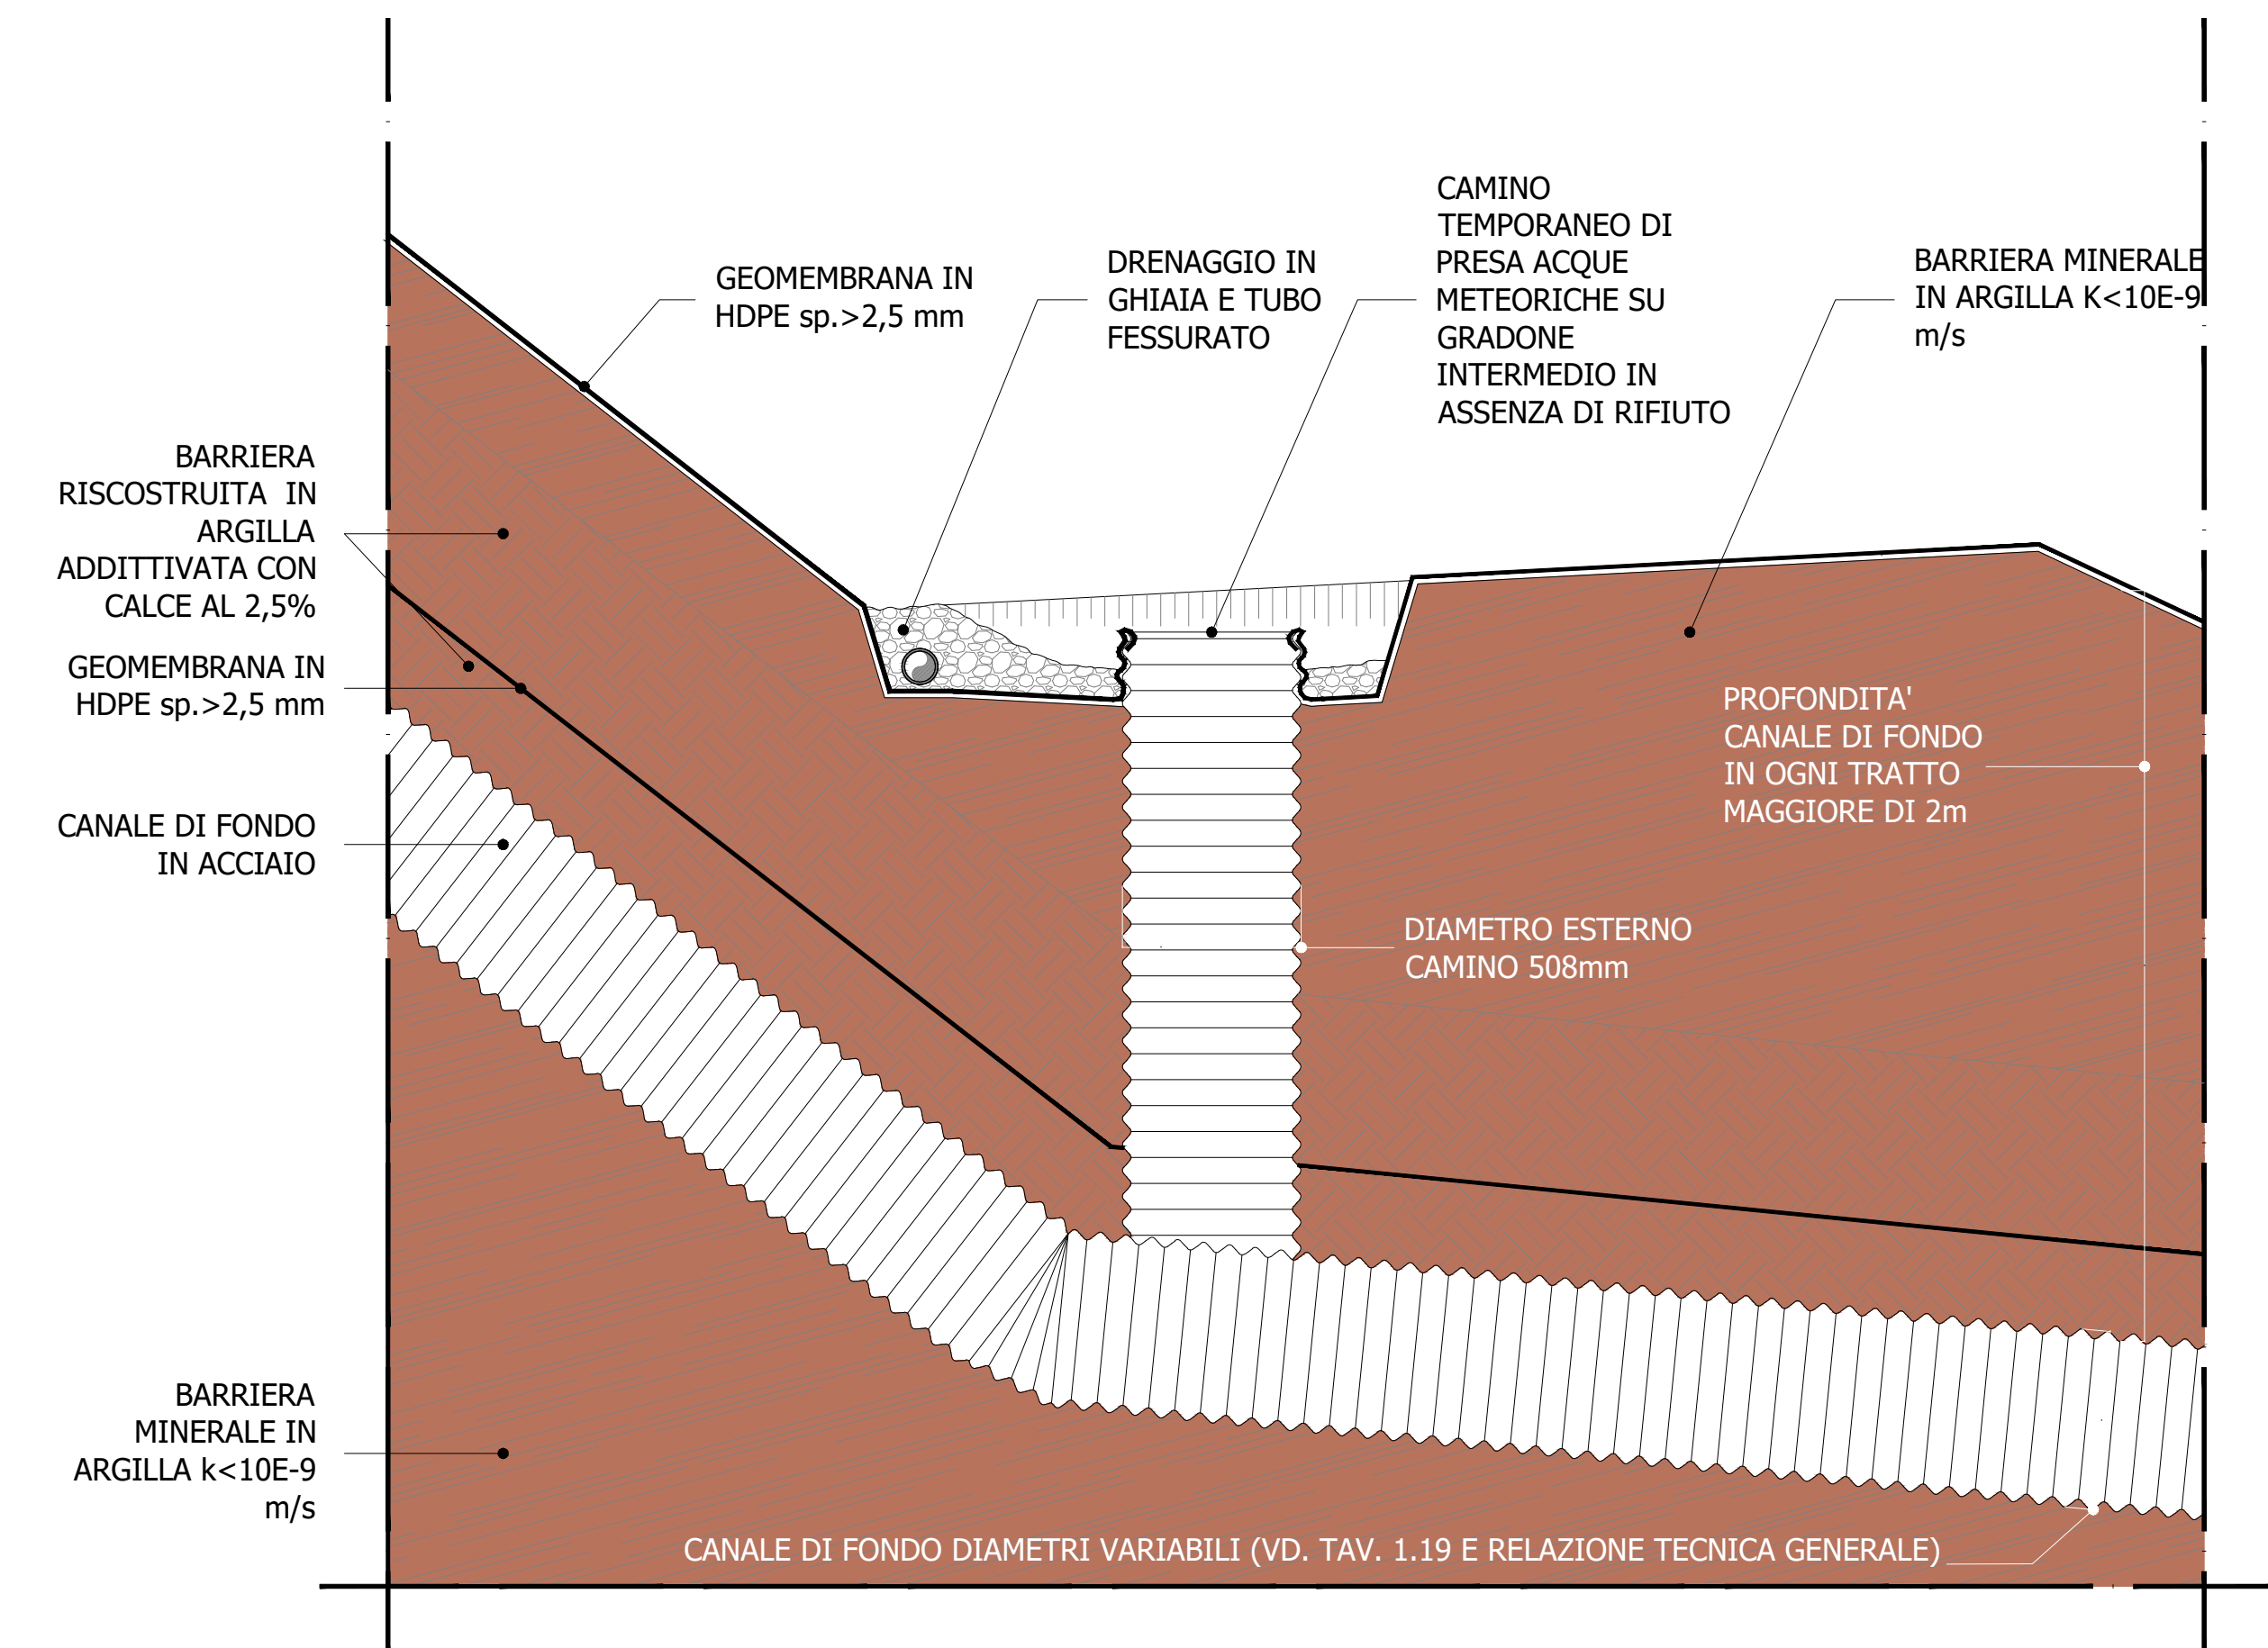 GEOMEMBRANA IN
HDPE sp.>2,5 mm
DRENAGGIO IN
GHIAIA E TUBO
FESSURATO
CAMINO
TEMPORANEO DI
PRESA ACQUE
METEORICHE SU
GRADONE
INTERMEDIO IN
ASSENZA DI RIFIUTO
BARRIERA MINERALE
IN ARGILLA K<10E-9
m/s
BARRIERA
RISCOSTRUITA IN
ARGILLA
ADDITTIVATA CON
CALCE AL 2,5%
GEOMEMBRANA IN
HDPE sp.>2,5 mm
CANALE DI FONDO
IN ACCIAIO
PROFONDITA'
CANALE DI FONDO
IN OGNI TRATTO
MAGGIORE DI 2m
DIAMETRO ESTERNO
CAMINO 508mm
BARRIERA
MINERALE IN
ARGILLA k<10E-9
m/s
CANALE DI FONDO DIAMETRI VARIABILI (VD. TAV. 1.19 E RELAZIONE TECNICA GENERALE)